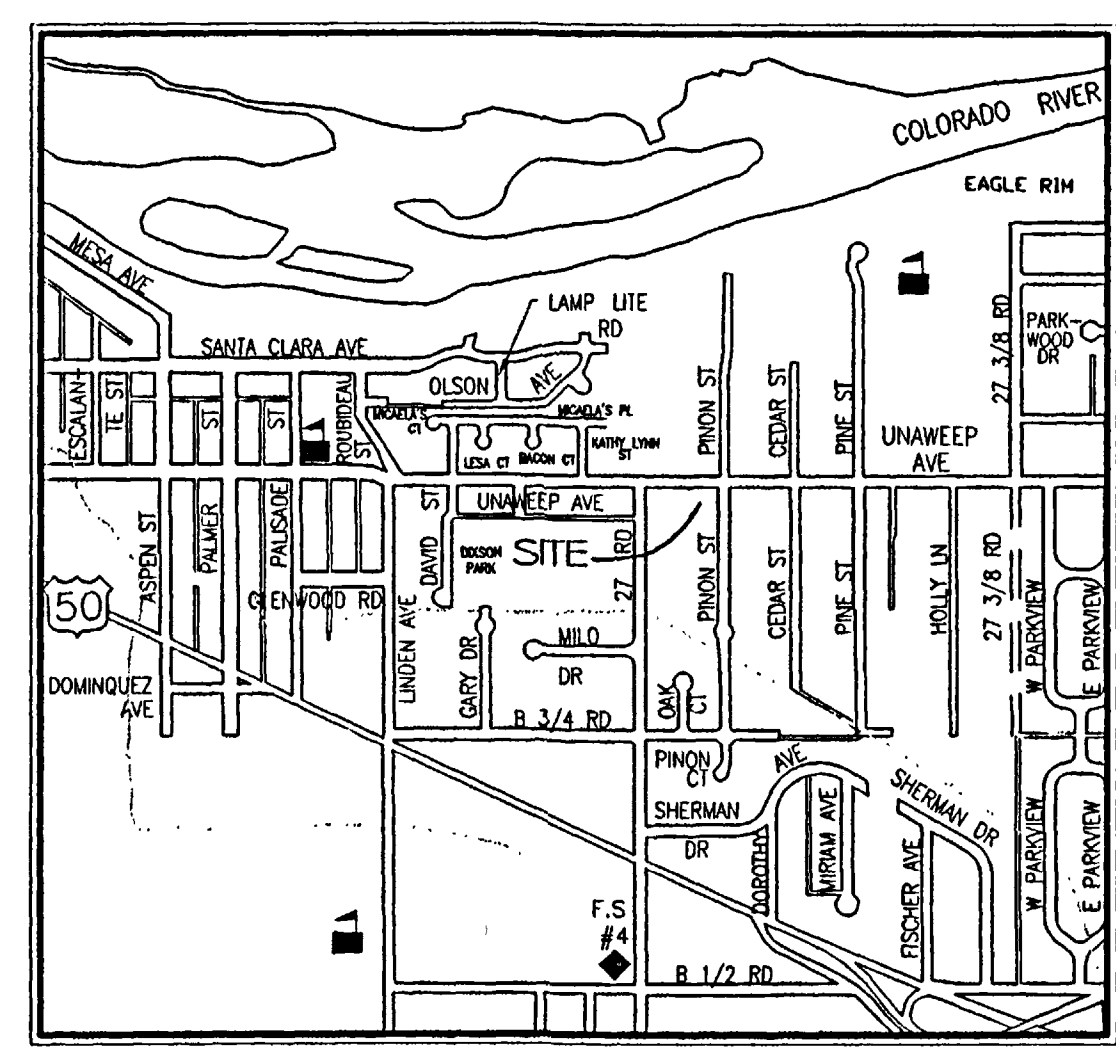 COLORADO RIVER
EAGLE RIM
MESA AVE
LAMP LITE
RD
27 3/8 RD
PARK-
WOOD
DR
SANTA CLARA AVE
OLSON
AVE
ESCALAN-
TE ST
ST
ST
ROUBIDEAU
ST
MICAELA'S
CT
MICAELA'S PL
KATHY LYNN
ST
LESA CT
BACON CT
PINON ST
CEDAR ST
PINE ST
UNAWEEP
AVE
UNAWEEP AVE
ASPEN ST
PALMER
PALISADE
DAVID ST
DIXSON
PARK
SITE
27 RD
PINON ST
CEDAR ST
PINE ST
HOLLY LN
27 3/8 RD
W PARKVIEW
E PARKVIEW
50
GLENWOOD RD
LINDEN AVE
GARY DR
MILO
DR
DOMINQUEZ
AVE
B 3/4 RD
OAK
CT
PINON
CT
AVE
SHERMAN
DR
SHERMAN DR
DOROTHY
MIRIAM AVE
FISCHER AVE
W PARKVIEW
E PARKVIEW
F.S
#4
B 1/2 RD